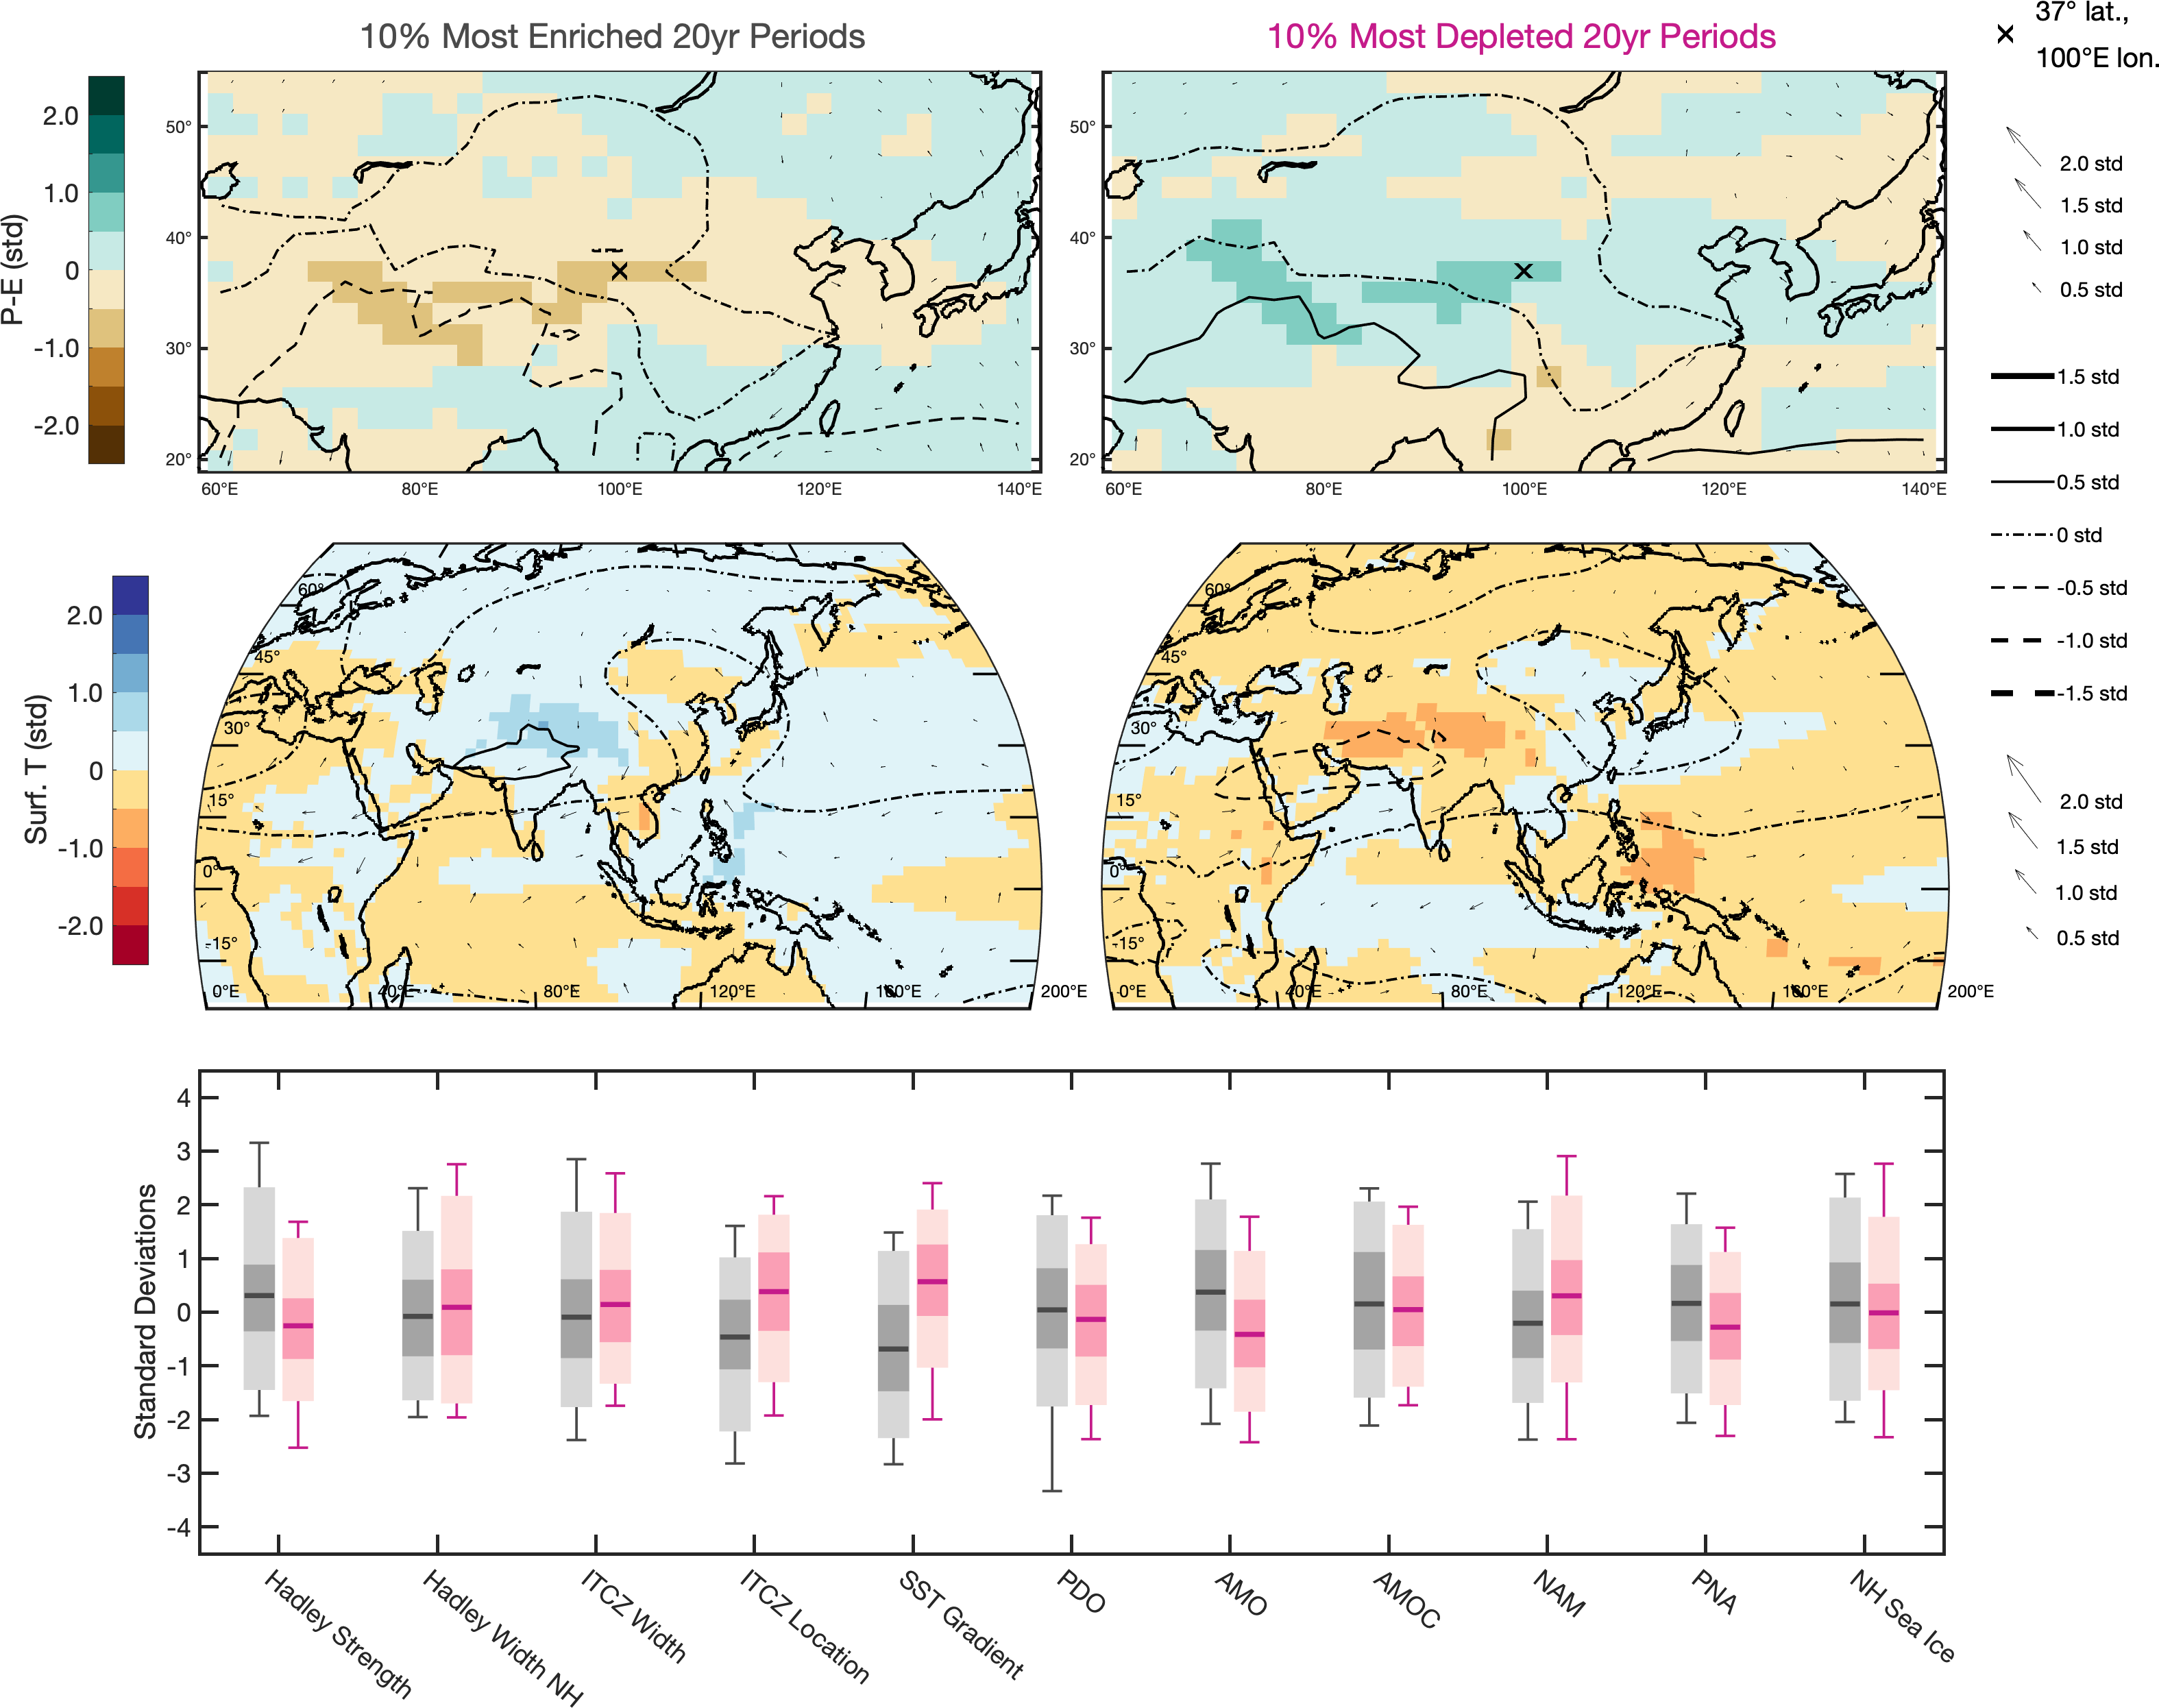 10% Most Enriched 20yr Periods
10% Most Depleted 20yr Periods
37° lat.,
100°E lon.
P-E (std)
2.0
1.0
0
-1.0
-2.0
50°
40°
30°
20°
60°E 80°E 100°E 120°E 140°E
50°
40°
30°
20°
60°E 80°E 100°E 120°E 140°E
2.0 std
1.5 std
1.0 std
0.5 std
1.5 std
1.0 std
0.5 std
0 std
-0.5 std
-1.0 std
-1.5 std
Surf. T (std)
2.0
1.0
0
-1.0
-2.0
60°
45°
30°
15°
0°
-15°
0°E 40°E 80°E 120°E 160°E 200°E
60°
45°
30°
15°
0°
-15°
0°E 40°E 80°E 120°E 160°E 200°E
2.0 std
1.5 std
1.0 std
0.5 std
Standard Deviations
4
3
2
1
0
-1
-2
-3
-4
Hadley Strength
Hadley Width NH
ITCZ Width
ITCZ Location
SST Gradient
PDO
AMO
AMOC
NAM
PNA
NH Sea Ice